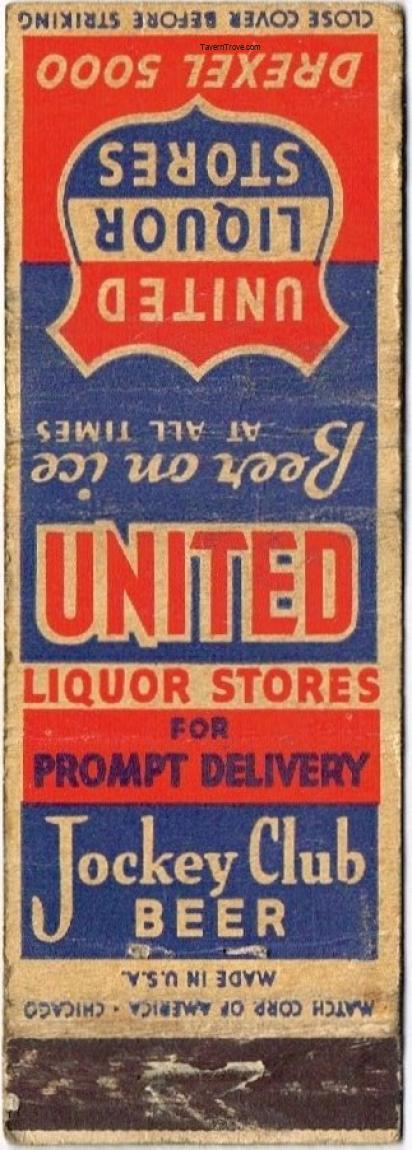 CLOSE COVER BEFORE STRIKING
TavernTrove.com
DREXEL 5000
UNITED
LIQUOR
STORES
Beer on ice
AT ALL TIMES
UNITED
LIQUOR STORES
FOR
PROMPT DELIVERY
Jockey Club
BEER
MATCH CORP. OF AMERICA • CHICAGO
MADE IN U.S.A.